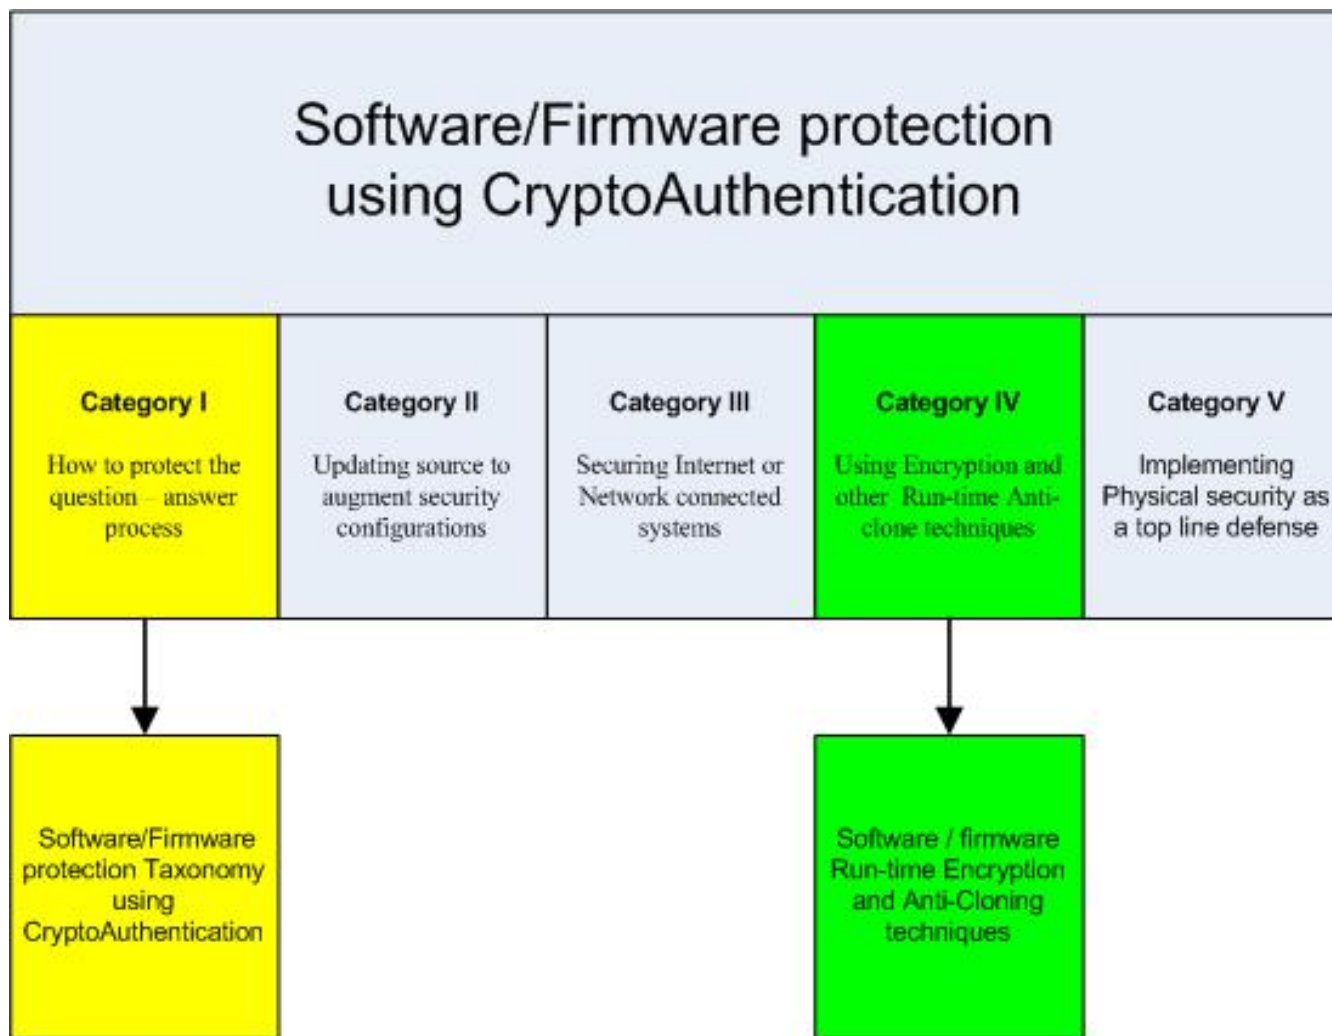 Software/Firmware protection
using CryptoAuthentication
Category I
How to protect the
question – answer
process
Category II
Updating source to
augment security
configurations
Category III
Securing Internet or
Network connected
systems
Category IV
Using Encryption and
other Run-time Anti-
clone techniques
Category V
Implementing
Physical security as
a top line defense
Software/Firmware
protection Taxonomy
using
CryptoAuthentication
Software / firmware
Run-time Encryption
and Anti-Cloning
techniques